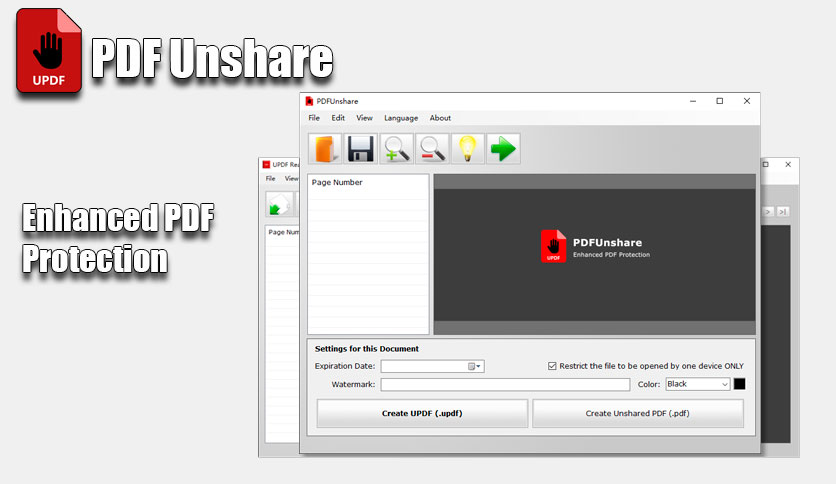 UPDF
PDF Unshare
Enhanced PDF
Protection
PDFUnshare
File Edit View Language About
Page Number
UPDF
PDFUnshare
Enhanced PDF Protection
Settings for this Document
Expiration Date:
Restrict the file to be opened by one device ONLY
Watermark:
Color: Black
Create UPDF (.updf)
Create Unshared PDF (.pdf)
UPDF
File View
Page